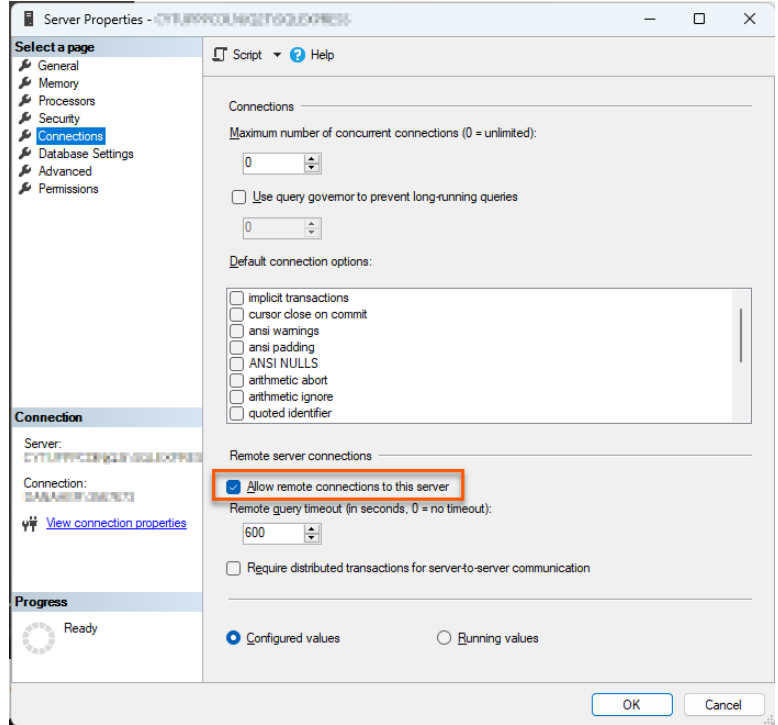 Server Properties -
Select a page
General
Memory
Processors
Security
Connections
Database Settings
Advanced
Permissions
Script
Help
Connections
Maximum number of concurrent connections (0 = unlimited):
0
Use query governor to prevent long-running queries
0
Default connection options:
implicit transactions
cursor close on commit
ansi warnings
ansi padding
ANSI NULLS
arithmetic abort
arithmetic ignore
quoted identifier
Connection
Server:
Connection:
View connection properties
Remote server connections
Allow remote connections to this server
Remote query timeout (in seconds, 0 = no timeout):
600
Require distributed transactions for server-to-server communication
Progress
Ready
Configured values
Running values
OK
Cancel